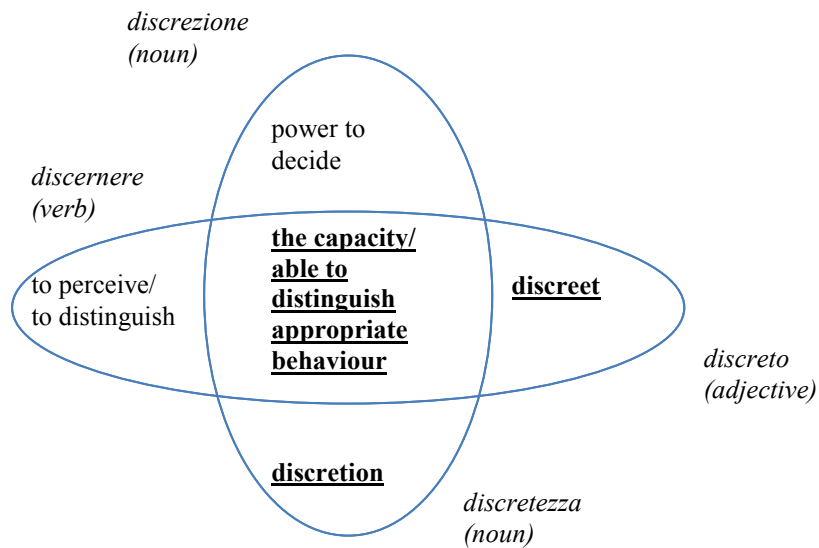 discrezione
(noun)
power to
decide
discernere
(verb)
to perceive/
to distinguish
the capacity/
able to
distinguish
appropriate
behaviour
discreet
discreto
(adjective)
discretion
discretezza
(noun)